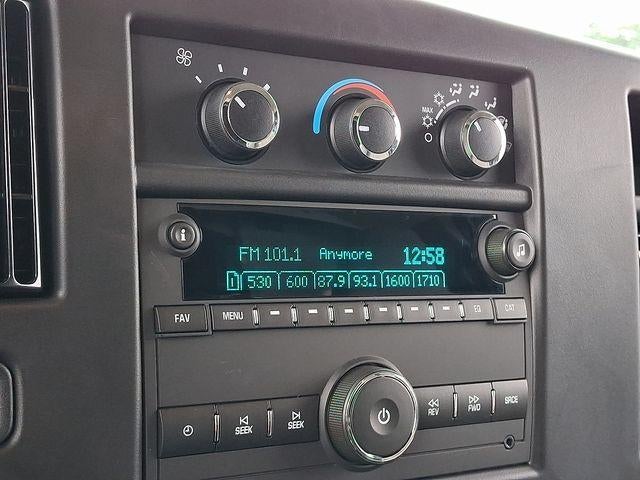 MAX
FM 101.1 Anymore 12:58
1 530 600 87.9 93.1 1600 1710
i
FAV MENU EQ CAT
SEEK SEEK REV FWD SRCE